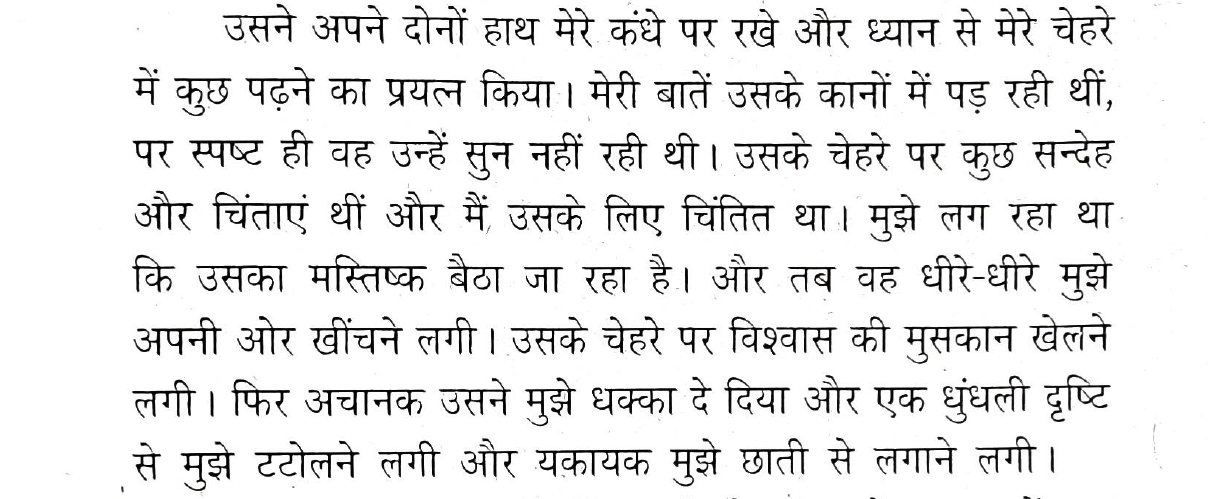 उसने अपने दोनों हाथ मेरे कंधे पर रखे और ध्यान से मेरे चेहरे
में कुछ पढ़ने का प्रयत्न किया। मेरी बातें उसके कानों में पड़ रही थीं,
पर स्पष्ट ही वह उन्हें सुन नहीं रही थी। उसके चेहरे पर कुछ सन्देह
और चिंताएं थीं और मैं उसके लिए चिंतित था। मुझे लग रहा था
कि उसका मस्तिष्क बैठा जा रहा है। और तब वह धीरे-धीरे मुझे
अपनी ओर खींचने लगी। उसके चेहरे पर विश्वास की मुसकान खेलने
लगी। फिर अचानक उसने मुझे धक्का दे दिया और एक धुंधली दृष्टि
से मुझे टटोलने लगी और यकायक मुझे छाती से लगाने लगी।